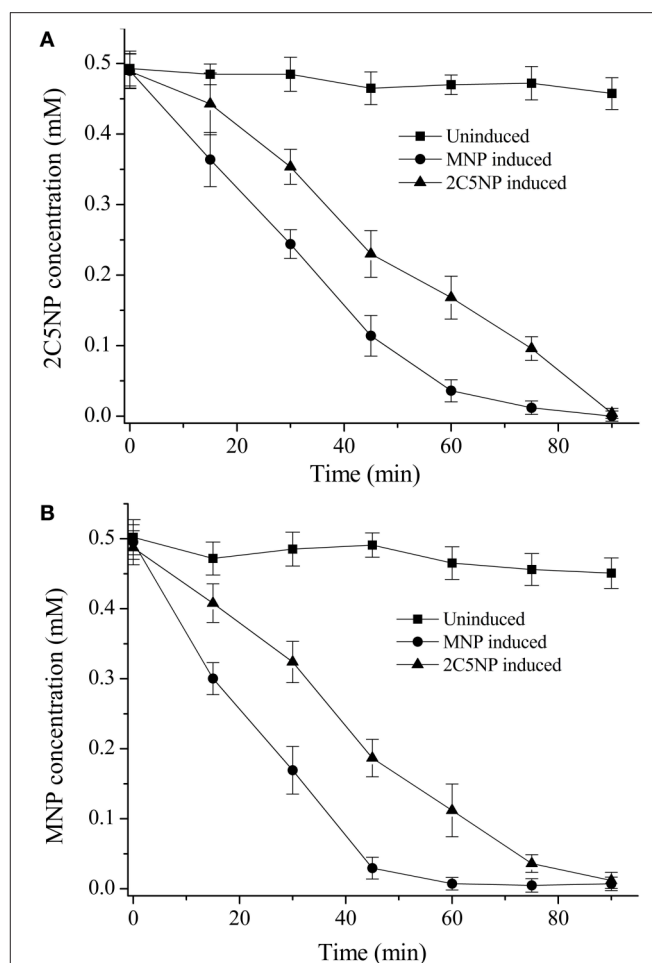 A
0.5
0.4
0.3
0.2
0.1
0.0
2C5NP concentration (mM)
Uninduced
MNP induced
2C5NP induced
0 20 40 60 80
Time (min)
B
0.5
0.4
0.3
0.2
0.1
0.0
MNP concentration (mM)
Uninduced
MNP induced
2C5NP induced
0 20 40 60 80
Time (min)